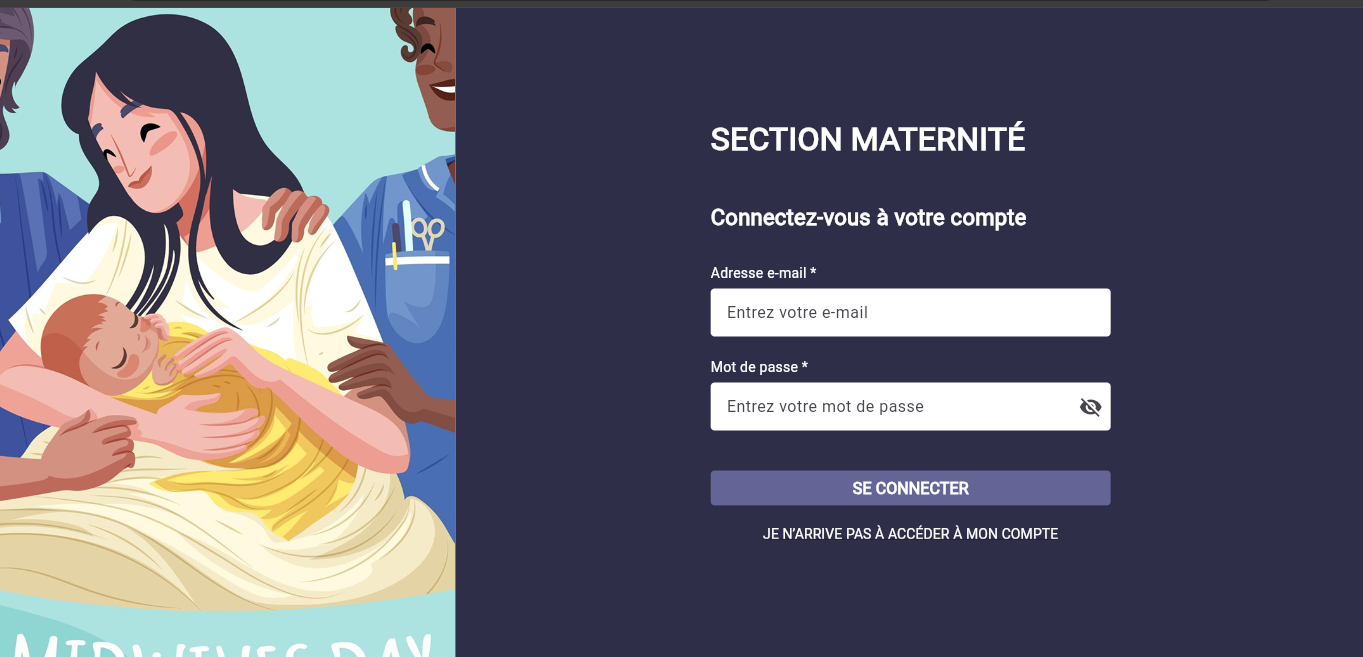 SECTION MATERNITÉ
Connectez-vous à votre compte
Adresse e-mail *
Entrez votre e-mail
Mot de passe *
Entrez votre mot de passe
SE CONNECTER
JE N'ARRIVE PAS À ACCÉDER À MON COMPTE
MIDWIVES DAY